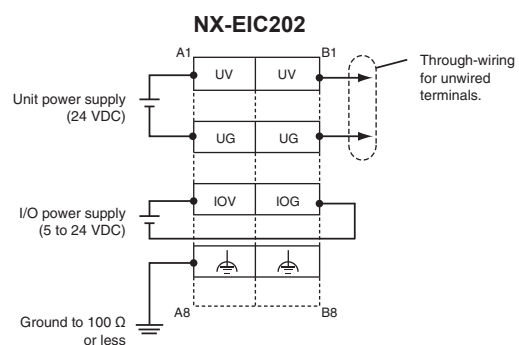 NX-EIC202
A1
B1
UV
UV
Through-wiring
for unwired
terminals.
Unit power supply
(24 VDC)
UG
UG
IOV
IOG
I/O power supply
(5 to 24 VDC)
A8
B8
Ground to 100 Ω
or less